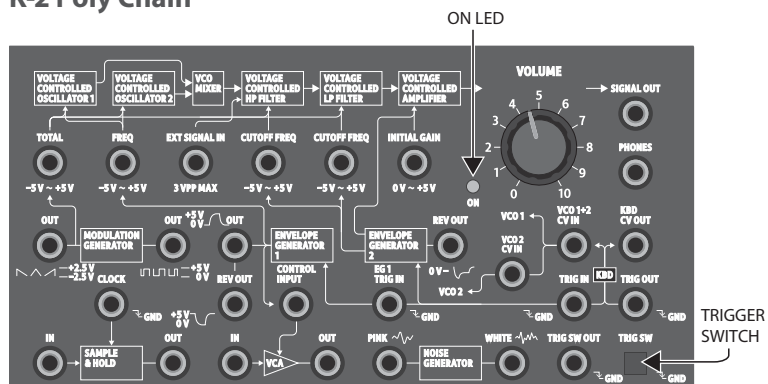 K-2 Poly Chain
ON LED
VOLTAGE CONTROLLED OSCILLATOR 1
VOLTAGE CONTROLLED OSCILLATOR 2
VCO MIXER
VOLTAGE CONTROLLED HP FILTER
VOLTAGE CONTROLLED LP FILTER
VOLTAGE CONTROLLED AMPLIFIER
VOLUME
SIGNAL OUT
0 1 2 3 4 5 6 7 8 9 10
TOTAL
FREQ
EXT SIGNAL IN
CUTOFF FREQ
CUTOFF FREQ
INITIAL GAIN
PHONES
−5 V ~ +5 V
−5 V ~ +5 V
3 VPP MAX
−5 V ~ +5 V
−5 V ~ +5 V
0 V ~ +5 V
ON
OUT
MODULATION GENERATOR
OUT
+5 V
0 V
OUT
ENVELOPE GENERATOR 1
ENVELOPE GENERATOR 2
REV OUT
VCO 1
VCO 1+2 CV IN
KBD CV OUT
VCO 2 CV IN
+2.5 V
−2.5 V
+5 V
0 V
0 V−
VCO 2
CLOCK
REV OUT
CONTROL INPUT
EG 1 TRIG IN
TRIG IN
KBD
TRIG OUT
GND
+5 V
0 V
GND
GND
GND
TRIGGER SWITCH
IN
SAMPLE & HOLD
OUT
IN
VCA
OUT
PINK
NOISE GENERATOR
WHITE
TRIG SW OUT
TRIG SW
GND
GND